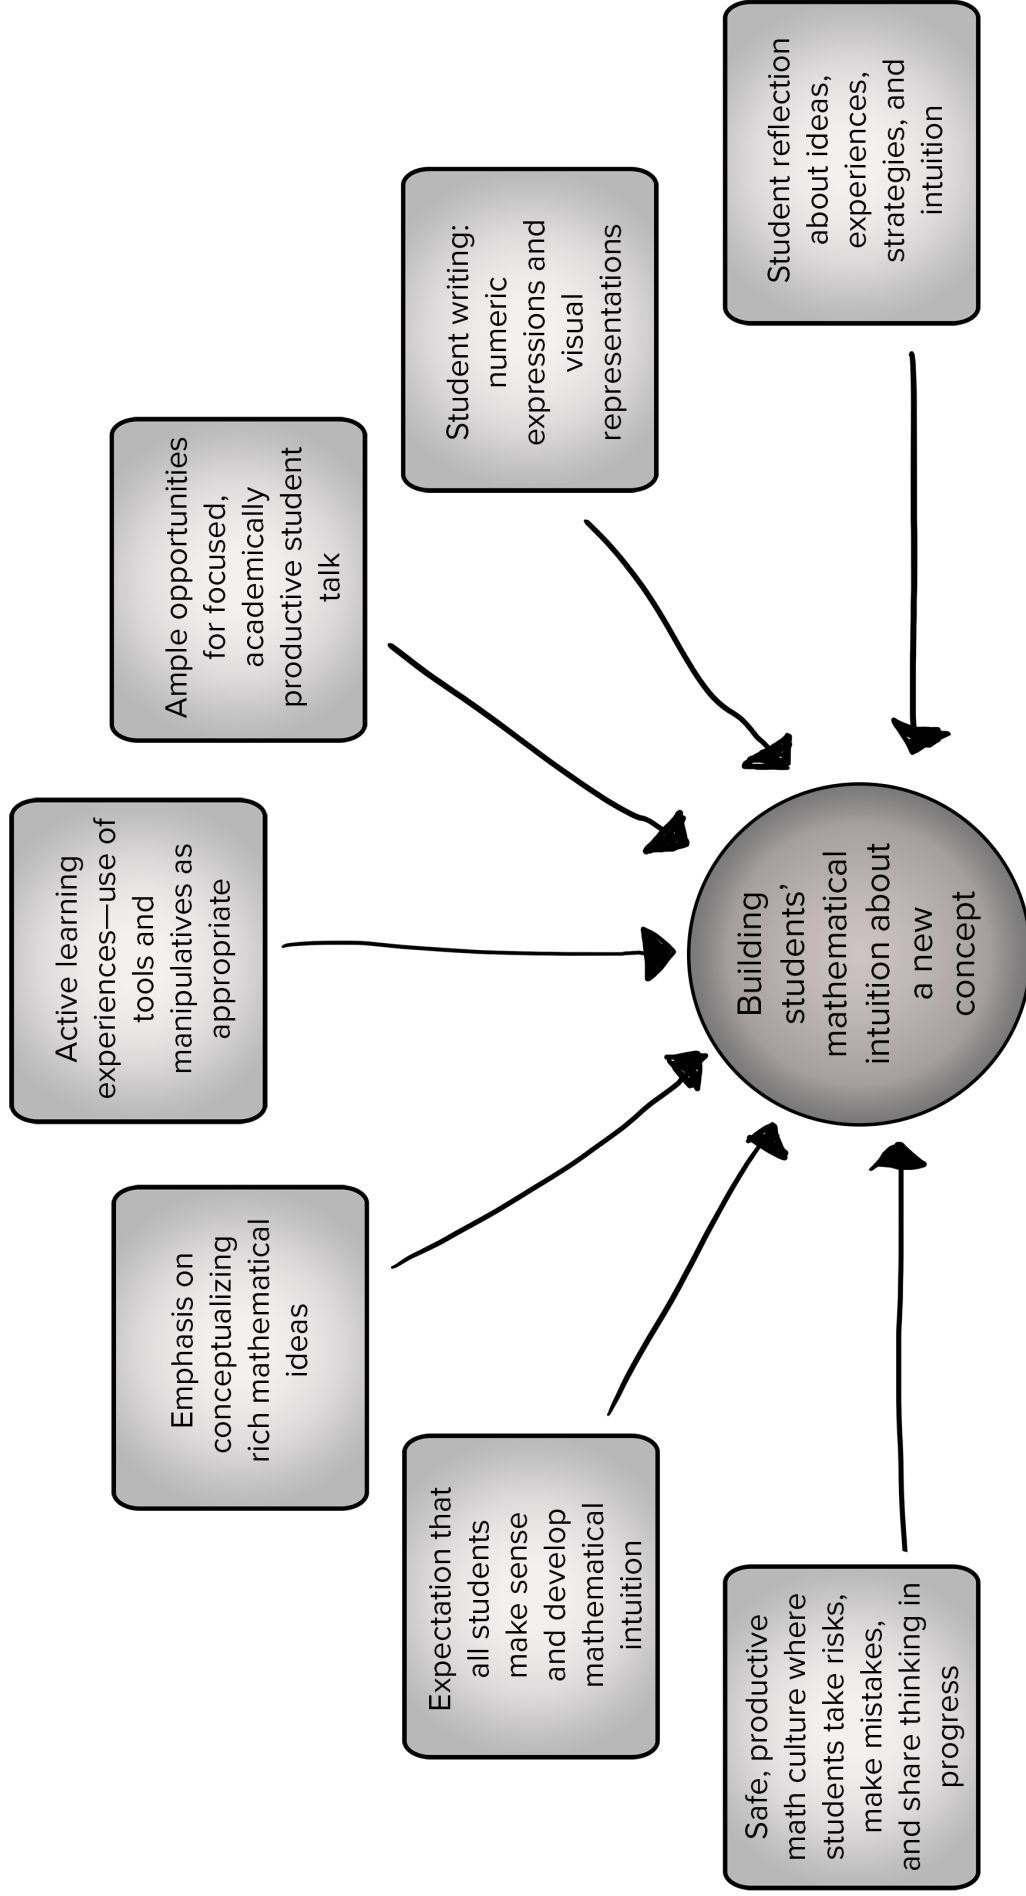 Safe, productive
math culture where
students take risks,
make mistakes,
and share thinking in
progress
Expectation that
all students
make sense
and develop
mathematical
intuition
Emphasis on
conceptualizing
rich mathematical
ideas
Active learning
experiences—use of
tools and
manipulatives as
appropriate
Ample opportunities
for focused,
academically
productive student
talk
Student writing:
numeric
expressions and
visual
representations
Student reflection
about ideas,
experiences,
strategies, and
intuition
Building
students’
mathematical
intuition about
a new
concept